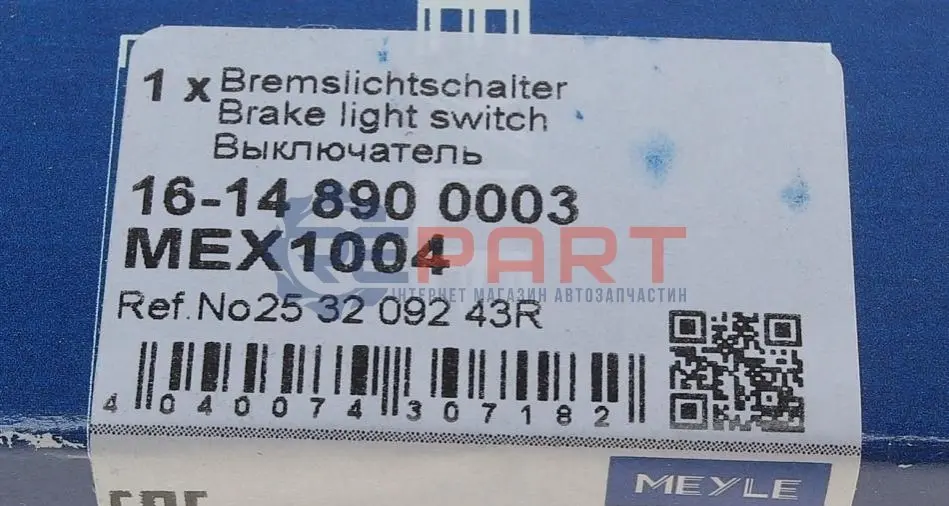 1 x Bremslichtschalter
Brake light switch
Выключатель
16-14 890 0003
MEX1004
PART
ІНТЕРНЕТ МАГАЗИН АВТОЗАПЧАСТИН
Ref.No25 32 092 43R
4 040074 307182
MEYLE